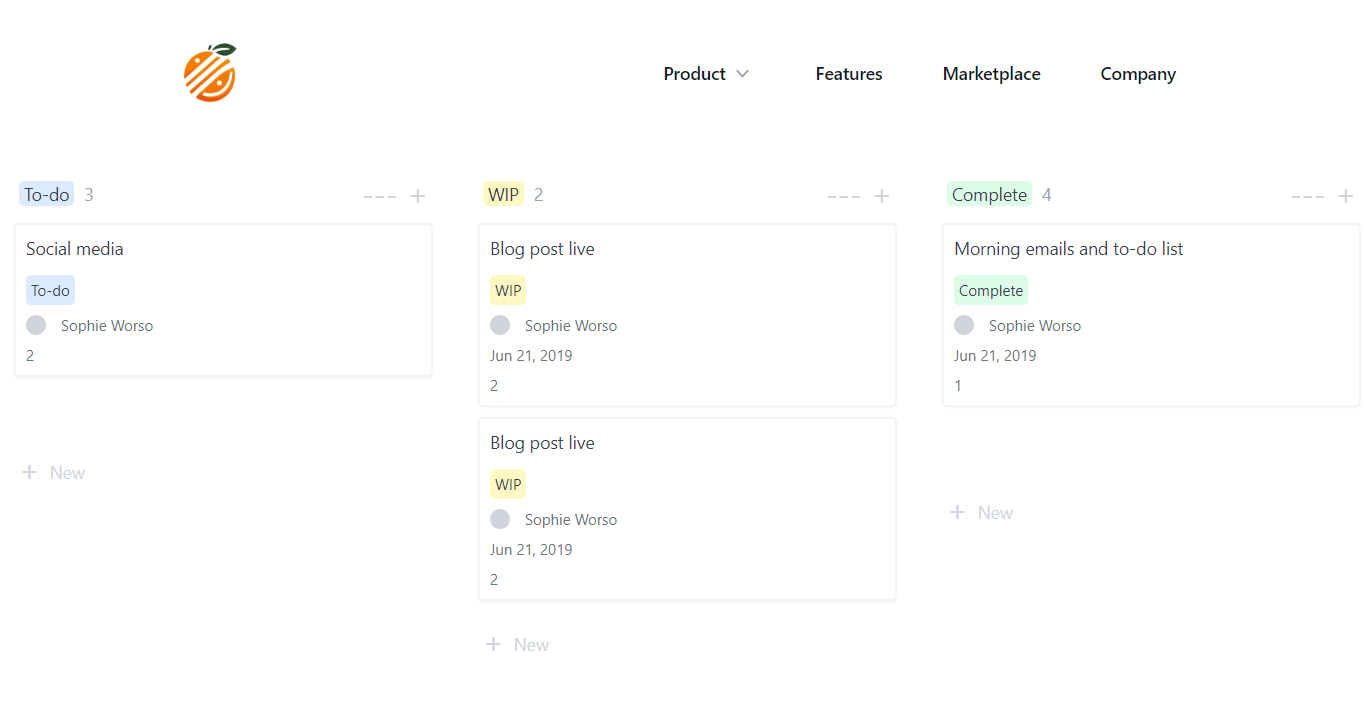 Product Features Marketplace Company
To-do 3 --- +
Social media
To-do
Sophie Worso
2
+ New
WIP 2 --- +
Blog post live
WIP
Sophie Worso
Jun 21, 2019
2
Blog post live
WIP
Sophie Worso
Jun 21, 2019
2
+ New
Complete 4 --- +
Morning emails and to-do list
Complete
Sophie Worso
Jun 21, 2019
1
+ New